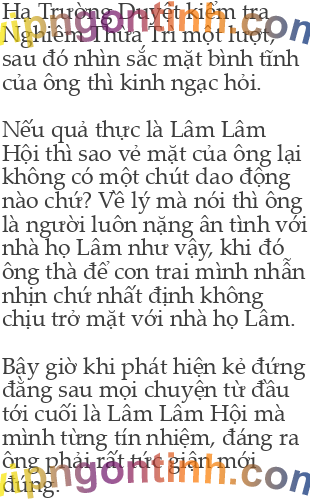 Hạ Trường Duyệt kiểm tra
Nghiêm Thừa Trí một lượt,
sau đó nhìn sắc mặt bình tĩnh
của ông thì kinh ngạc hỏi.
Nếu quả thực là Lâm Lâm
Hội thì sao vẻ mặt của ông lại
không có một chút dao động
nào chứ? Về lý mà nói thì ông
là người luôn nặng ân tình với
nhà họ Lâm như vậy, khi đó
ông thà để con trai mình nhẫn
nhịn chứ nhất định không
chịu trở mặt với nhà họ Lâm.
Bây giờ khi phát hiện kẻ đứng
đằng sau mọi chuyện từ đầu
tới cuối là Lâm Lâm Hội mà
mình từng tín nhiệm, đáng ra
ông phải rất tức giận mới
đúng.
vipngontinh.com
vipngontinh.com